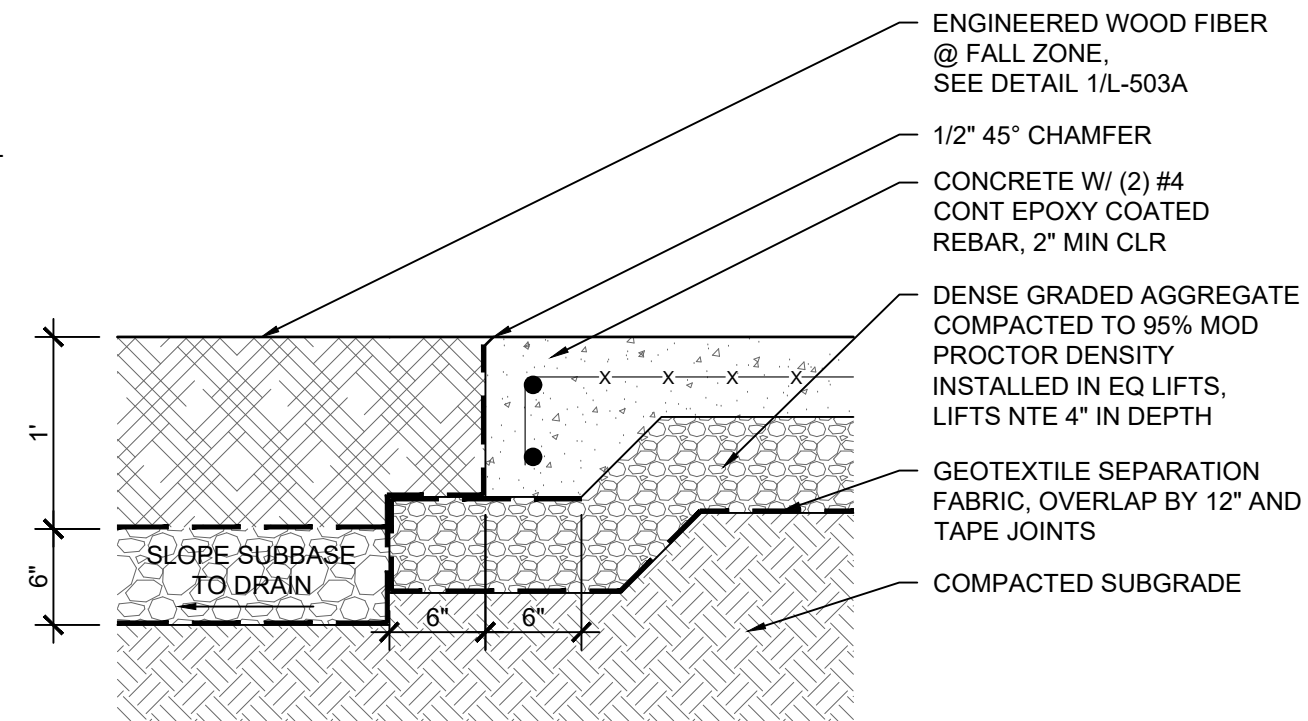 ENGINEERED WOOD FIBER
@ FALL ZONE,
SEE DETAIL 1/L-503A
1/2" 45° CHAMFER
CONCRETE W/ (2) #4
CONT EPOXY COATED
REBAR, 2" MIN CLR
DENSE GRADED AGGREGATE
COMPACTED TO 95% MOD
PROCTOR DENSITY
INSTALLED IN EQ LIFTS,
LIFTS NTE 4" IN DEPTH
GEOTEXTILE SEPARATION
FABRIC, OVERLAP BY 12" AND
TAPE JOINTS
COMPACTED SUBGRADE
X X X X
1'
6"
SLOPE SUBBASE
TO DRAIN
6" 6"